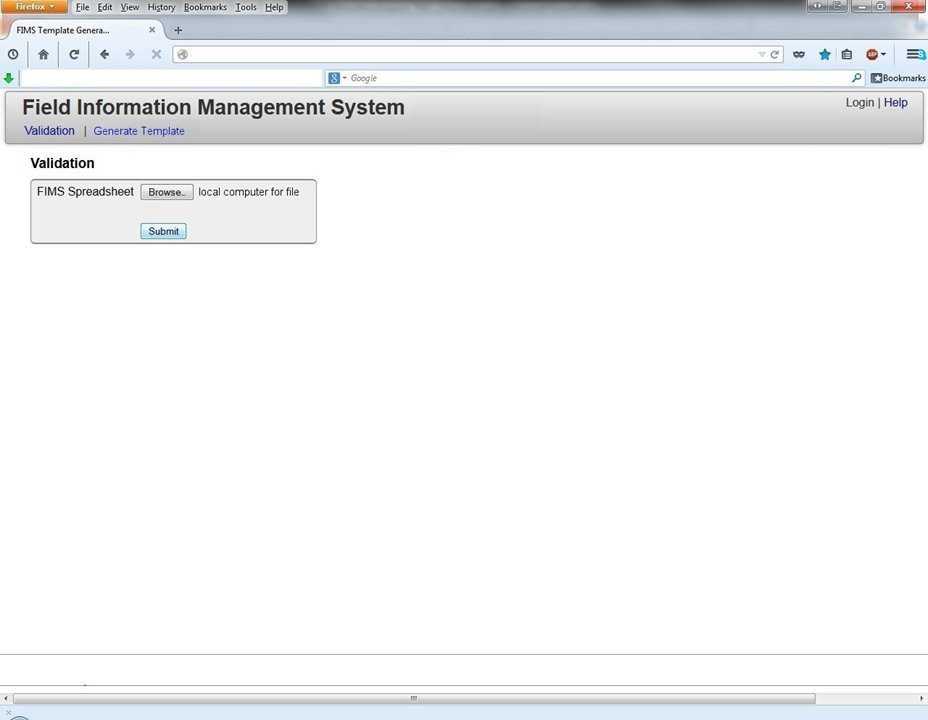 Firefox File Edit View History Bookmarks Tools Help
FIMS Template Genera...
Google Bookmarks
Field Information Management System Login | Help
Validation | Generate Template
Validation
FIMS Spreadsheet Browse.. local computer for file
Submit